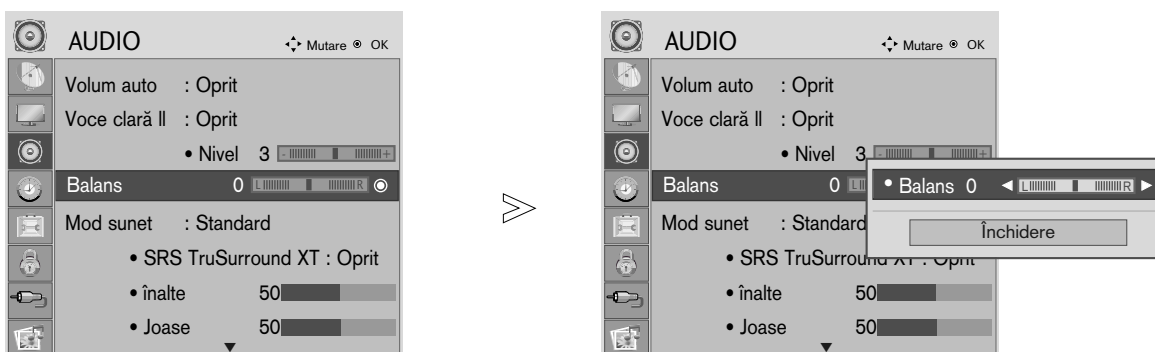 AUDIO Mutare OK
Volum auto : Oprit
Voce clară II : Oprit
• Nivel 3 - +
Balans 0 L R
Mod sunet : Standard
• SRS TruSurround XT : Oprit
• înalte 50
• Joase 50
AUDIO Mutare OK
Volum auto : Oprit
Voce clară II : Oprit
• Nivel 3 - +
Balans 0 L
• Balans 0 L R
Închidere
Mod sunet : Standard
• SRS TruSurround XT : Oprit
• înalte 50
• Joase 50